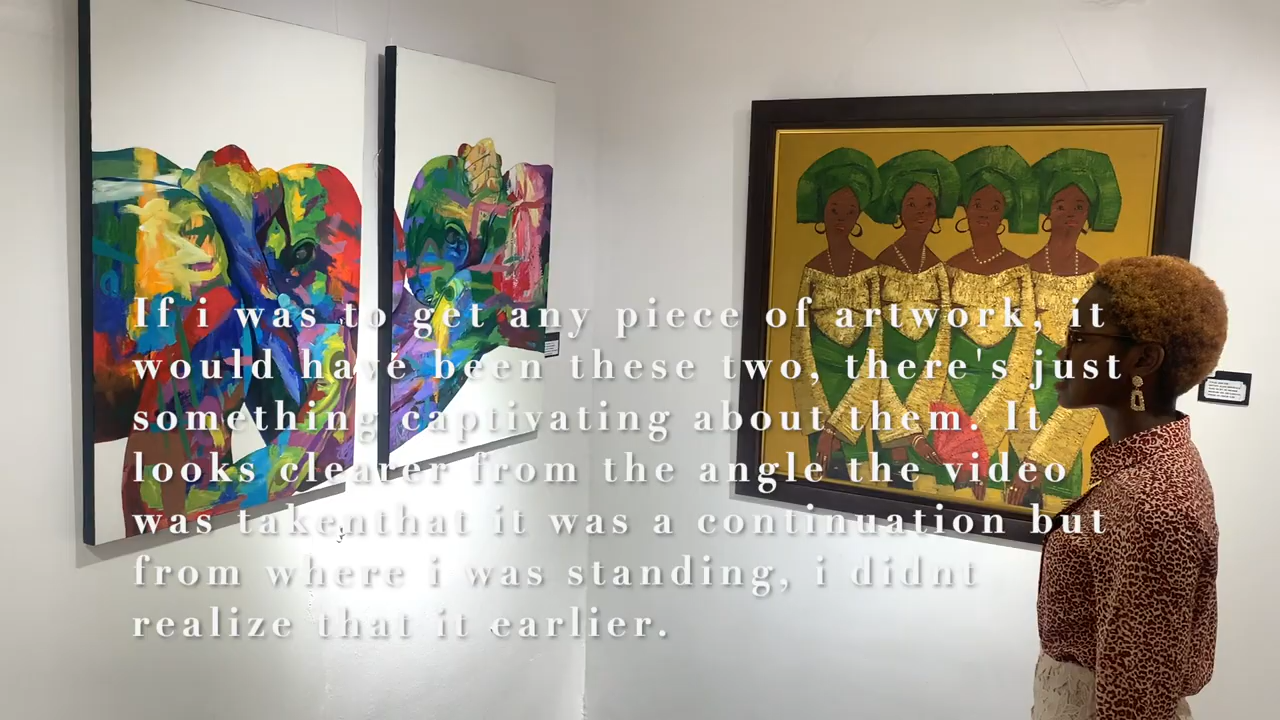 If i was to get any piece of artwork, it
would have been these two, there's just
something captivating about them. It
looks clearer from the angle the video
was takenthat it was a continuation but
from where i was standing, i didnt
realize that it earlier.